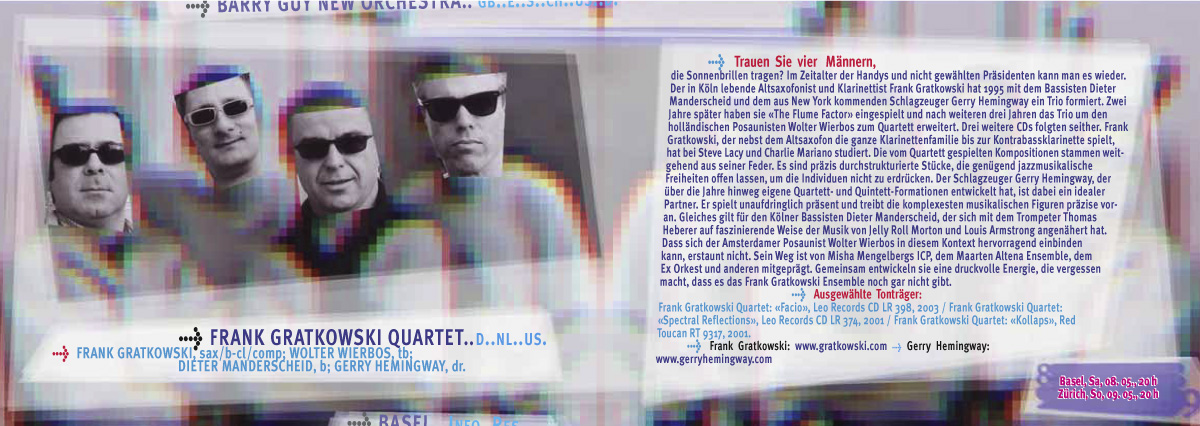 BARRY GUY NEW ORCHESTRA..
FRANK GRATKOWSKI QUARTET..D..NL..US.
FRANK GRATKOWSKI, sax/b-cl/comp; WOLTER WIERBOS, tb;
DIETER MANDERSCHEID, b; GERRY HEMINGWAY, dr.
BASEL
Trauen Sie vier Männern,
die Sonnenbrillen tragen? Im Zeitalter der Handys und nicht gewählten Präsidenten kann man es wieder.
Der in Köln lebende Altsaxofonist und Klarinettist Frank Gratkowski hat 1995 mit dem Bassisten Dieter
Manderscheid und dem aus New York kommenden Schlagzeuger Gerry Hemingway ein Trio formiert. Zwei
Jahre später haben sie «The Flume Factor» eingespielt und nach weiteren drei Jahren das Trio um den
holländischen Posaunisten Wolter Wierbos zum Quartett erweitert. Drei weitere CDs folgten seither. Frank
Gratkowski, der nebst dem Altsaxofon die ganze Klarinettenfamilie bis zur Kontrabassklarinette spielt,
hat bei Steve Lacy und Charlie Mariano studiert. Die vom Quartett gespielten Kompositionen stammen weit-
gehend aus seiner Feder. Es sind präzis durchstrukturierte Stücke, die genügend jazzmusikalische
Freiheiten offen lassen, um die Individuen nicht zu erdrücken. Der Schlagzeuger Gerry Hemingway, der
über die Jahre hinweg eigene Quartett- und Quintett-Formationen entwickelt hat, ist dabei ein idealer
Partner. Er spielt unaufdringlich präsent und treibt die komplexesten musikalischen Figuren präzise vor-
an. Gleiches gilt für den Kölner Bassisten Dieter Manderscheid, der sich mit dem Trompeter Thomas
Heberer auf faszinierende Weise der Musik von Jelly Roll Morton und Louis Armstrong angenähert hat.
Dass sich der Amsterdamer Posaunist Wolter Wierbos in diesem Kontext hervorragend einbinden
kann, erstaunt nicht. Sein Weg ist von Misha Mengelbergs ICP, dem Maarten Altena Ensemble, dem
Ex Orkest und anderen mitgeprägt. Gemeinsam entwickeln sie eine druckvolle Energie, die vergessen
macht, dass es das Frank Gratkowski Ensemble noch gar nicht gibt.
Ausgewählte Tonträger:
Frank Gratkowski Quartet: «Facio», Leo Records CD LR 398, 2003 / Frank Gratkowski Quartet:
«Spectral Reflections», Leo Records CD LR 374, 2001 / Frank Gratkowski Quartet: «Kollaps», Red
Toucan RT 9317, 2001.
Frank Gratkowski: www.gratkowski.com → Gerry Hemingway:
www.gerryhemingway.com
Basel, Sa, 08. 05., 20 h
Zürich, So, 09. 05., 20 h